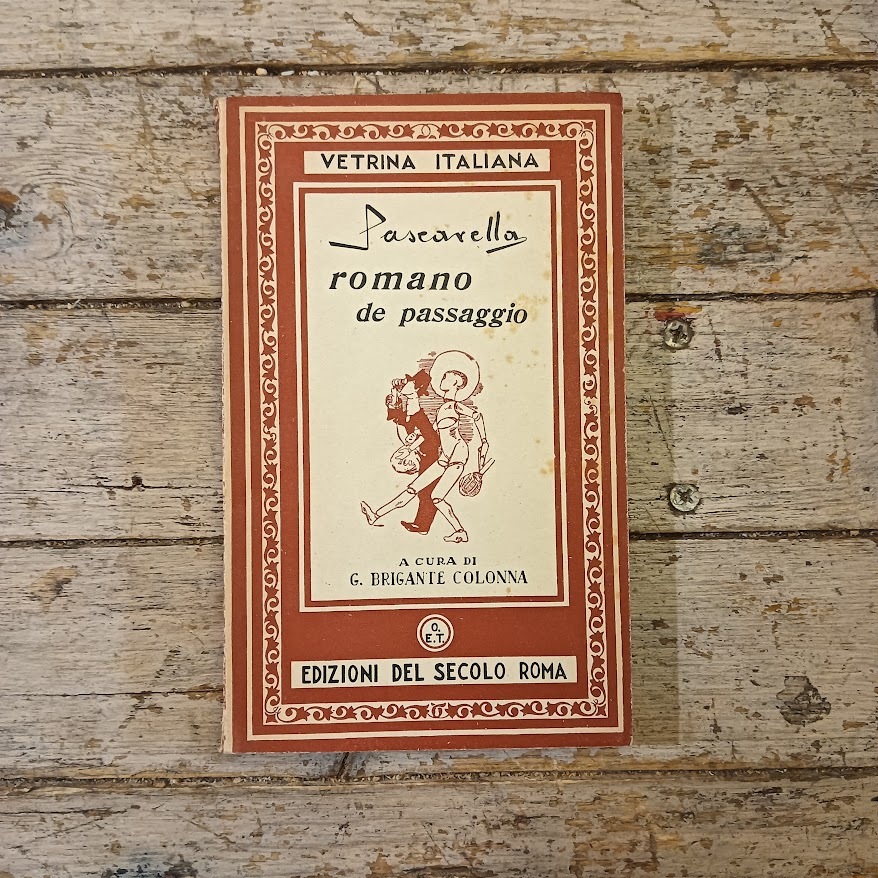 VETRINA ITALIANA
Pascarella
romano
de passaggio
A CURA DI
G. BRIGANTE COLONNA
O.
E.T.
EDIZIONI DEL SECOLO ROMA